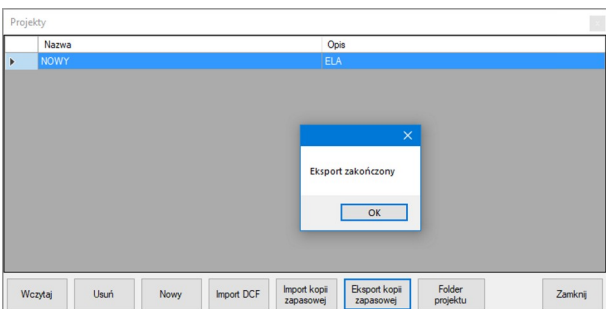 Projekty
Nazwa Opis
NOWY ELA
Eksport zakończony
OK
Wczytaj Usuń Nowy Import DCF Import kopii zapasowej Eksport kopii zapasowej Folder projektu Zamknij